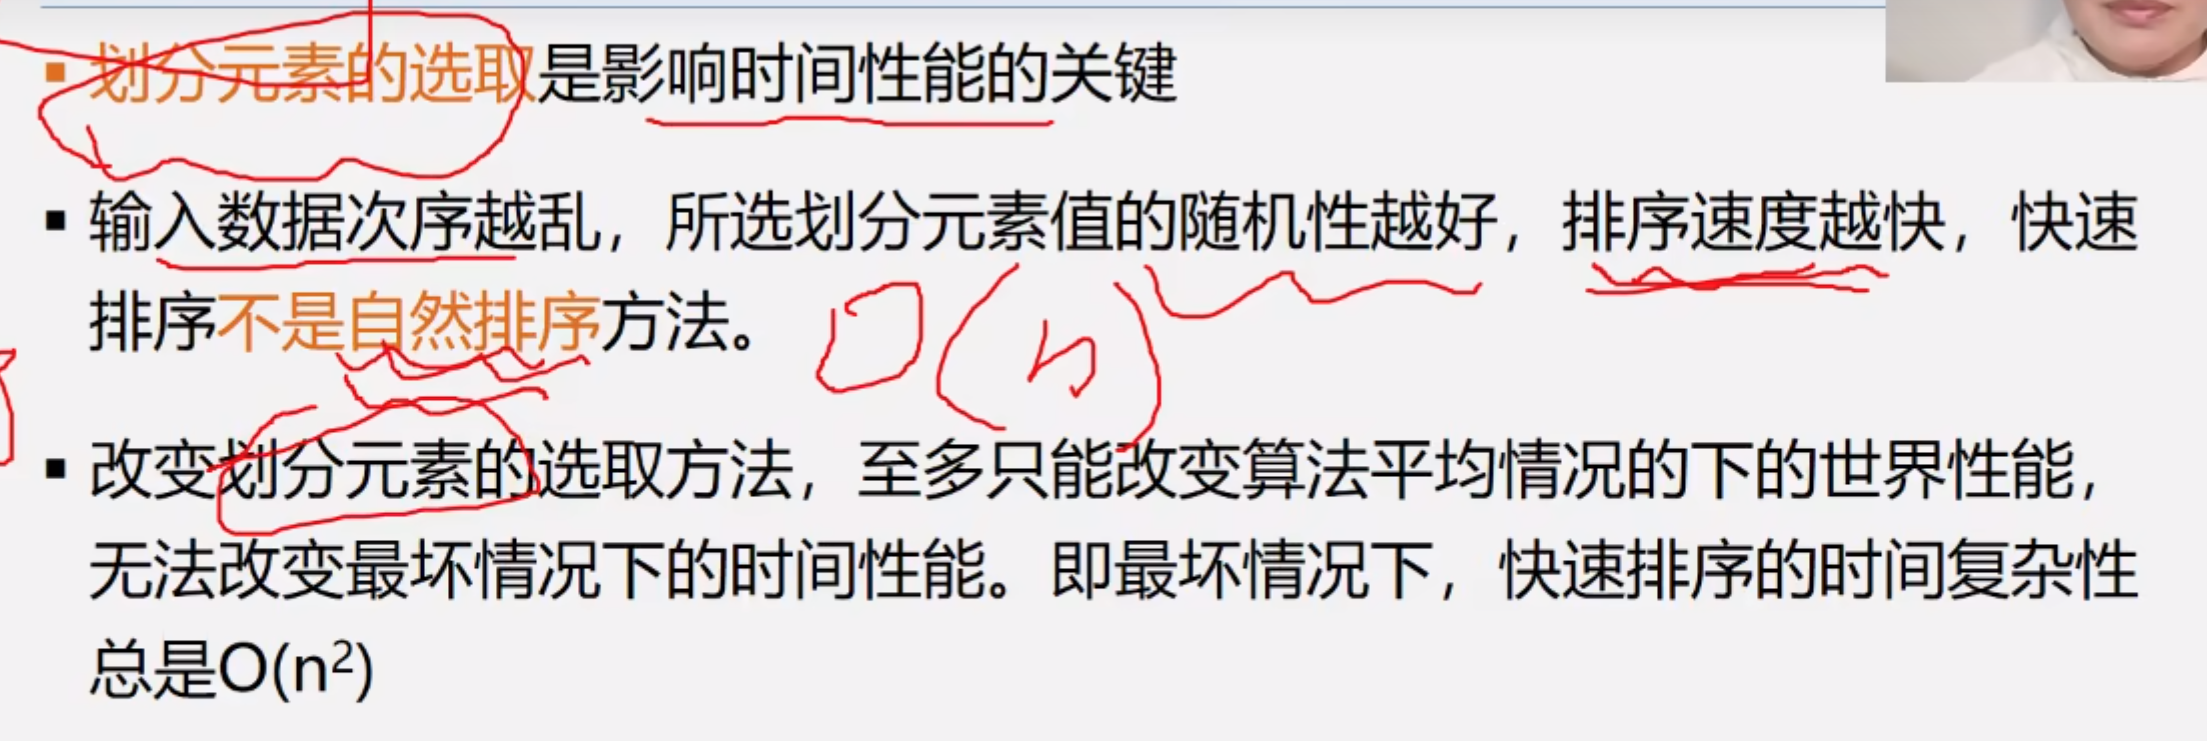 划分元素的选取是影响时间性能的关键
输入数据次序越乱，所选划分元素值的随机性越好，排序速度越快，快速
排序不是自然排序方法。
O(n)
改变划分元素的选取方法，至多只能改变算法平均情况的下的世界性能，
无法改变最坏情况下的时间性能。即最坏情况下，快速排序的时间复杂性
总是O(n²)